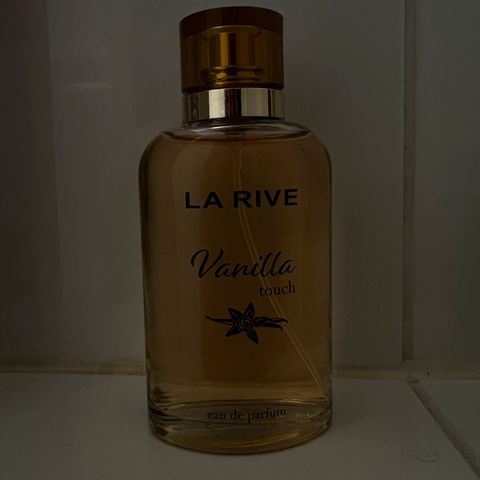 LA RIVE
Vanilla
touch
eau de parfum